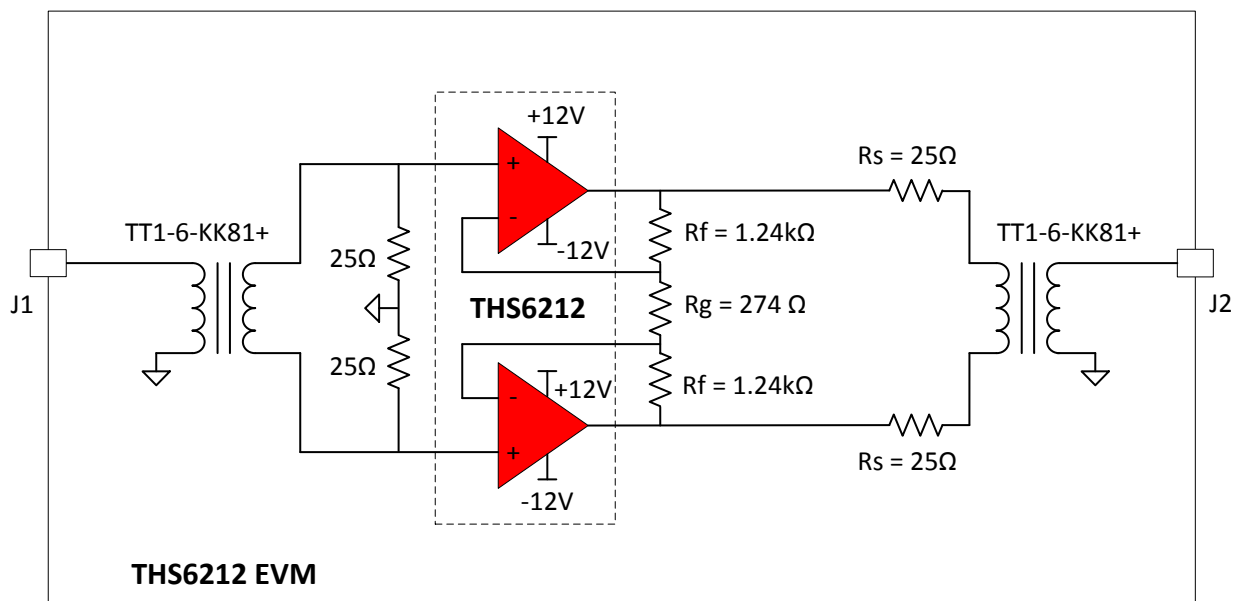 +12V
Rs = 25Ω
+
TT1-6-KK81+
TT1-6-KK81+
-
Rf = 1.24kΩ
25Ω
-12V
J1
THS6212
Rg = 274 Ω
J2
25Ω
+12V
Rf = 1.24kΩ
-
+
Rs = 25Ω
-12V
THS6212 EVM